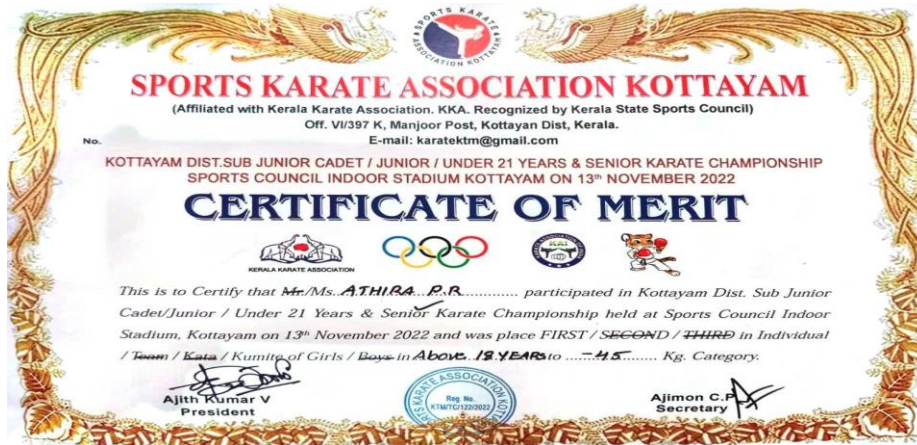 SPORTS KARATE
ASSOCIATION KOTTAYAM
SPORTS KARATE ASSOCIATION KOTTAYAM
(Affiliated with Kerala Karate Association. KKA. Recognized by Kerala State Sports Council)
Off. VI/397 K, Manjoor Post, Kottayan Dist, Kerala.
No.
E-mail: karatektm@gmail.com
KOTTAYAM DIST.SUB JUNIOR CADET / JUNIOR / UNDER 21 YEARS & SENIOR KARATE CHAMPIONSHIP
SPORTS COUNCIL INDOOR STADIUM KOTTAYAM ON 13th NOVEMBER 2022
CERTIFICATE OF MERIT
KAI
KERALA KARATE ASSOCIATION
This is to Certify that Mr./Ms. ATHIRA P.R ............ participated in Kottayam Dist. Sub Junior
Cadet/Junior / Under 21 Years & Senior Karate Championship held at Sports Council Indoor
Stadium, Kottayam on 13th November 2022 and was place FIRST / SECOND / THIRD in Individual
/ Team / Kata / Kumite of Girls / Boys in Above 18 YEARS to ......-45...... Kg. Category.
Ajith Kumar V
President
SPORTS KARATE ASSOCIATION
Reg. No.
KTM/TC/122/2022
Ajimon C.P
Secretary